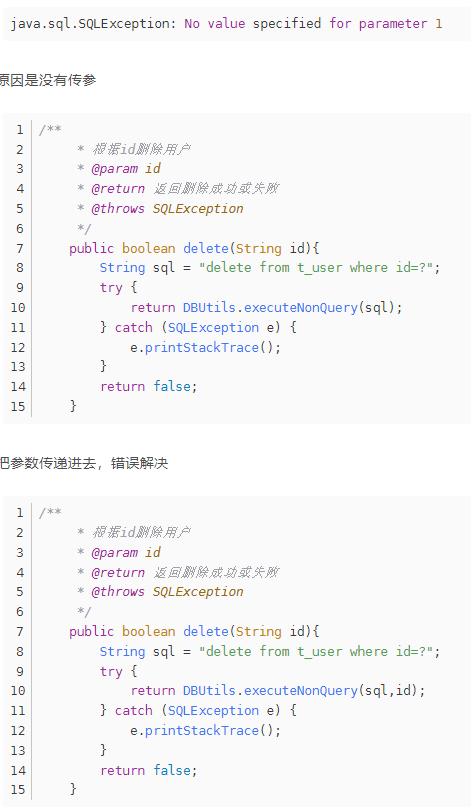 java.sql.SQLException: No value specified for parameter 1
原因是没有传参
1 /**
2 * 根据id删除用户
3 * @param id
4 * @return 返回删除成功或失败
5 * @throws SQLException
6 */
7 public boolean delete(String id){
8 String sql = "delete from t_user where id=?";
9 try {
10 return DBUtils.executeNonQuery(sql);
11 } catch (SQLException e) {
12 e.printStackTrace();
13 }
14 return false;
15 }
把参数传递进去，错误解决
1 /**
2 * 根据id删除用户
3 * @param id
4 * @return 返回删除成功或失败
5 * @throws SQLException
6 */
7 public boolean delete(String id){
8 String sql = "delete from t_user where id=?";
9 try {
10 return DBUtils.executeNonQuery(sql,id);
11 } catch (SQLException e) {
12 e.printStackTrace();
13 }
14 return false;
15 }